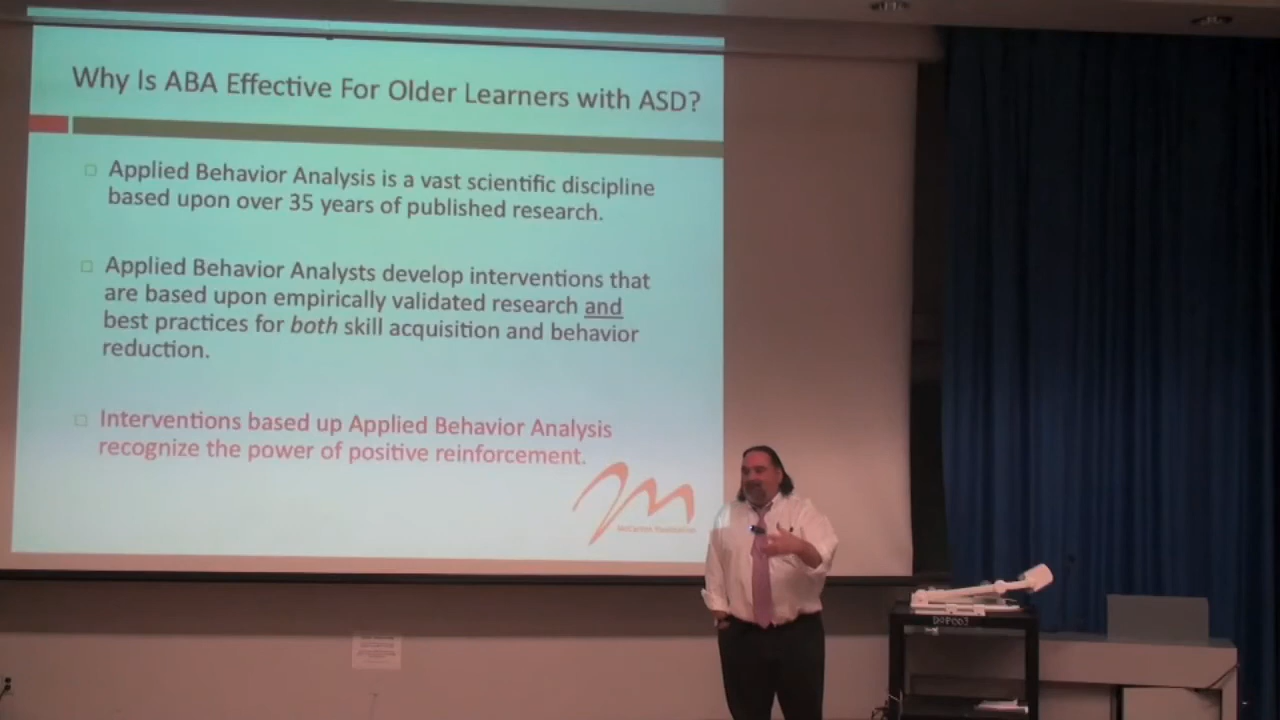 Why Is ABA Effective For Older Learners with ASD?
Applied Behavior Analysis is a vast scientific discipline
based upon over 35 years of published research.
Applied Behavior Analysts develop interventions that
are based upon empirically validated research and
best practices for both skill acquisition and behavior
reduction.
Interventions based up Applied Behavior Analysis
recognize the power of positive reinforcement.